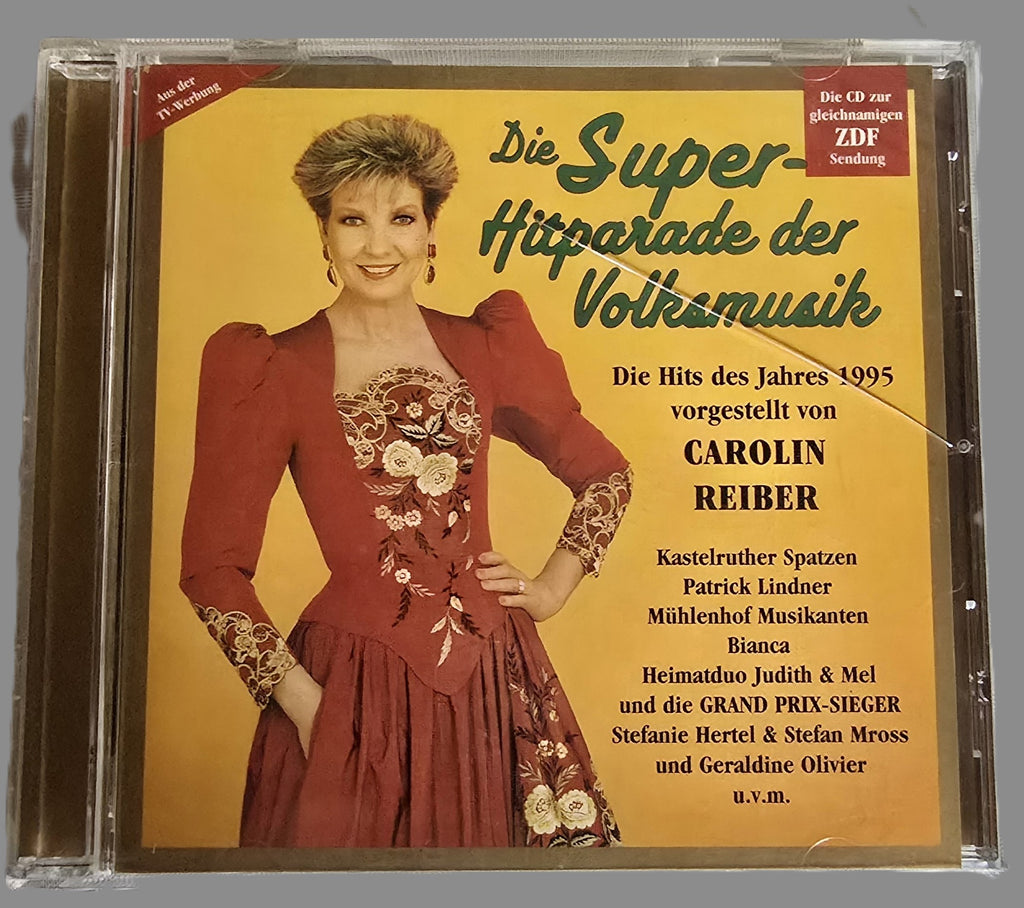 Aus der
TV-Werbung
Die CD zur
gleichnamigen
ZDF
Sendung
Die Super-
Hitparade der
Volksmusik
Die Hits des Jahres 1995
vorgestellt von
CAROLIN
REIBER
Kastelruther Spatzen
Patrick Lindner
Mühlenhof Musikanten
Bianca
Heimatduo Judith & Mel
und die GRAND PRIX-SIEGER
Stefanie Hertel & Stefan Mross
und Geraldine Olivier
u.v.m.